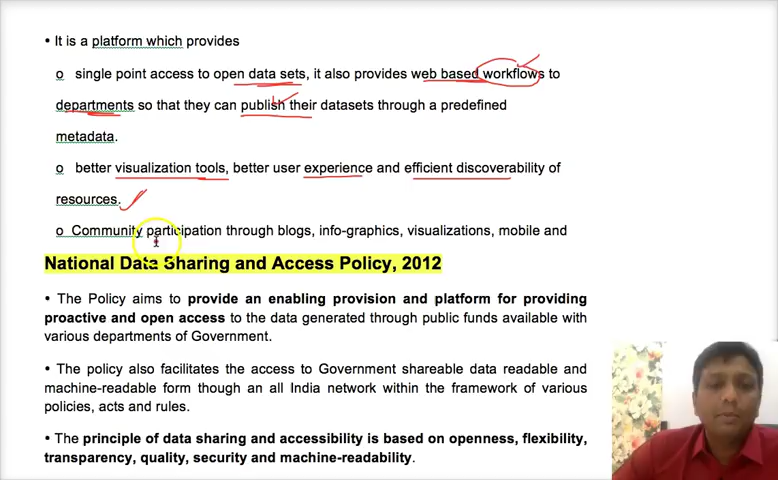 • It is a platform which provides
o single point access to open data sets, it also provides web based workflows to
departments so that they can publish their datasets through a predefined
metadata.
o better visualization tools, better user experience and efficient discoverability of
resources.
o Community participation through blogs, info-graphics, visualizations, mobile and
National Data Sharing and Access Policy, 2012
• The Policy aims to provide an enabling provision and platform for providing
proactive and open access to the data generated through public funds available with
various departments of Government.
• The policy also facilitates the access to Government shareable data readable and
machine-readable form though an all India network within the framework of various
policies, acts and rules.
• The principle of data sharing and accessibility is based on openness, flexibility,
transparency, quality, security and machine-readability.